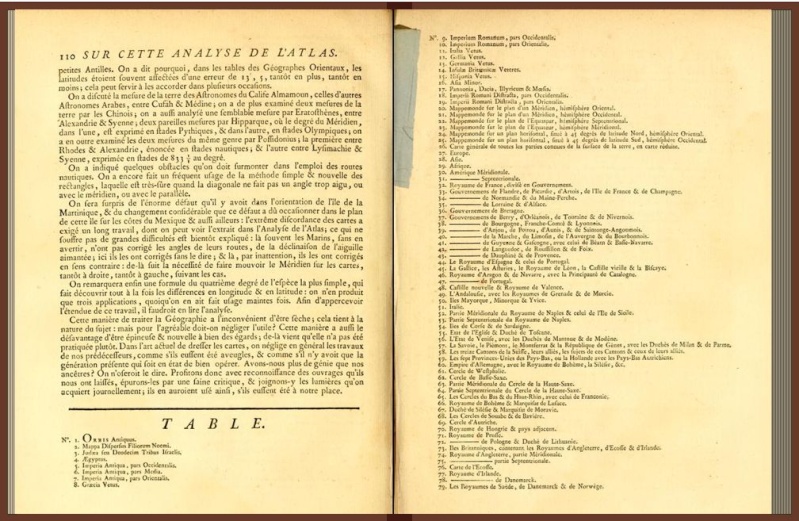 110 SUR CETTE ANALYSE DE L'ATLAS.
petites Antilles. On a dit pourquoi, dans les tables des Géographes Orientaux, les
latitudes étoient souvent affectées d'une erreur de 13', 5, tantôt en plus, tantôt en
moins; cela peut servir à les accorder dans plusieurs occasions.
On a discuté la mesure de la terre des Astronomes du Calife Almamoun, celles d'autres
Astronomes Arabes, entre Cufah & Médine; on a de plus examiné deux mesures de la
terre par les Chinois; on a aussi analysé une semblable mesure par Eratosthènes, entre
Alexandrie & Syenne; deux pareilles mesures par Hipparque, où le degré du Méridien,
dans l'une, est exprimé en stades Pythiques, & dans l'autre, en stades Olympiques; on
a en outre examiné les deux mesures du même genre par Possidonius; la première entre
Rhodes & Alexandrie, énoncée en stades nautiques; & l'autre entre Lysimachie &
Syenne, exprimée en stades de 833 ⅓ au degré.
On a indiqué quelques obstacles qu'on doit surmonter dans l'emploi des routes
nautiques. On a encore fait un fréquent usage de la méthode simple & nouvelle des
rectangles, laquelle est très-sûre quand la diagonale ne fait pas un angle trop aigu, ou
avec le méridien, ou avec le parallèle.
On sera surpris de l'énorme défaut qu'il y avoit dans l'orientation de l'île de la
Martinique, & du changement considérable que ce défaut a dû occasionner dans le plan
de cette île sur les côtes du Mexique & aussi ailleurs: l'extrême discordance des cartes a
exigé un long travail, dont on peut voir l'extrait dans l'Analyse de l'Atlas; ce qui ne
souffre pas de grandes difficultés est bientôt expliqué: là souvent les Marins, sans en
avertir, n'ont pas corrigé les angles de leurs routes, de la déclinaison de l'aiguille
aimantée; ici ils les ont corrigés sans le dire; & là, par inattention, ils les ont corrigés
en sens contraire: de-là suit la nécessité de faire mouvoir le Méridien sur les cartes,
tantôt à droite, tantôt à gauche, suivant les cas.
On remarquera enfin une formule du quatrième degré de l'espèce la plus simple, qui
fait découvrir tout à la fois les différences en longitude & en latitude: on n'en produit
que trois applications, quoiqu'on en ait fait usage maintes fois. Afin d'appercevoir
l'étendue de ce travail, il faudroit en lire l'analyse.
Cette manière de traiter la Géographie a l'inconvénient d'être sèche; cela tient à la
nature du sujet: mais pour l'agréable doit-on négliger l'utile? Cette manière a aussi le
désavantage d'être épineuse & nouvelle à bien des égards; de-là vient qu'elle n'a pas été
pratiquée plutôt. Dans l'art actuel de dresser les cartes, on néglige en général les travaux
de nos prédécesseurs, comme s'ils eussent été aveugles, & comme s'il n'y avoit que la
génération présente qui soit en état de bien opérer. Avons-nous plus de génie que nos
ancêtres? On n'oseroit le dire. Profitons donc avec reconnoissance des ouvrages qu'ils
nous ont laissés, épurons-les par une saine critique, & joignons-y les lumières qu'on
acquiert journellement; ils en auroient usé ainsi, s'ils eussent été à notre place.
TABLE.
N°. 1. ORBIS Antiquus.
2. Mappa Dispersûs Filiorum Noemi.
3. Judæa seu Duodecim Tribus Israelis.
4. Ægyptus.
5. Imperia Antiqua, pars Occidentalis.
6. Imperia Antiqua, pars Media.
7. Imperia Antiqua, pars Orientalis.
8. Græcia Vetus.
N°. 9. Imperium Romanum, pars Occidentalis.
10. Imperium Romanum, pars Orientalis.
11. Italia Vetus.
12. Gallia Vetus.
13. Germania Vetus.
14. Insulæ Britannicæ Veteres.
15. Hispania Vetus.
16. Asia Minor.
17. Pannonia, Dacia, Illyricum & Mœsia.
18. Imperii Romani Distracta, pars Occidentalis.
19. Imperii Romani Distracta, pars Orientalis.
20. Mappemonde sur le plan d'un Méridien, hémisphère Oriental.
21. Mappemonde sur le plan d'un Méridien, hémisphère Occidental.
22. Mappemonde sur le plan de l'Equateur, hémisphère Septentrional.
23. Mappemonde sur le plan de l'Equateur, hémisphère Méridional.
24. Mappemonde sur un plan horisontal, situé à 45 degrés de latitude Nord, hémisphère Oriental.
25. Mappemonde sur un plan horisontal, situé à 45 degrés de latitude Sud, hémisphère Occidental.
26. Carte générale de toutes les parties connues de la surface de la terre, en carte réduite.
27. Europe.
28. Asie.
29. Afrique.
30. Amérique Méridionale.
31. ——— Septentrionale.
32. Royaume de France, divisé en Gouvernemens.
33. Gouvernemens de Flandre, de Picardie, d'Artois, de l'Ile de France & de Champagne.
34. ——— de Normandie & du Maine-Perche.
35. ——— de Lorraine & d'Alsace.
36. Gouvernement de Bretagne.
37. Gouvernemens de Berry, d'Orléanois, de Touraine & de Nivernois.
38. ——— de Bourgogne, Franche-Comté & Lyonnois.
39. ——— d'Anjou, de Poitou, d'Aunis, & de Saintonge-Angoumois.
40. ——— de la Marche, de Limosin, de l'Auvergne & du Bourbonnois.
41. ——— de Guyenne & Gascogne, avec celui de Béarn & Basse-Navarre.
42. ——— de Languedoc, de Roussillon & de Foix.
43. ——— de Dauphiné & de Provence.
44. Le Royaume d'Espagne & celui de Portugal.
45. La Galice, les Asturies, le Royaume de Léon, la Castille vieille & la Biscaye.
46. Royaume d'Aragon & de Navarre, avec la Principauté de Catalogne.
47. ——— de Portugal.
48. Castille nouvelle & Royaume de Valence.
49. L'Andalousie, avec les Royaumes de Grenade & de Murcie.
50. Iles Mayorque, Minorque & Yvice.
51. Italie.
52. Partie Méridionale du Royaume de Naples & celui de l'Ile de Sicile.
53. Partie Septentrionale du Royaume de Naples.
54. Iles de Corse & de Sardaigne.
55. Etat de l'Eglise & Duché de Toscane.
56. L'Etat de Venise, avec les Duchés de Mantoue & de Modène.
57. La Savoie, le Piémont, le Montferrat & la République de Gênes, avec les Duchés de Milan & de Parme.
58. Les treize Cantons de la Suisse, leurs alliés, les sujets de ces Cantons & ceux de leurs alliés.
59. Les sept Provinces-Unies des Pays-Bas, ou la Hollande avec les Pays-Bas Autrichiens.
60. Empire d'Allemagne, avec le Royaume de Bohême, la Silésie, &c.
61. Cercle de Westphalie.
62. Cercle de Basse-Saxe.
63. Partie Méridionale du Cercle de la Haute-Saxe.
64. Partie Septentrionale du Cercle de la Haute-Saxe.
65. Les Cercles du Bas & du Haut-Rhin, avec celui de Franconie.
66. Royaume de Bohême & Marquisat de Lusace.
67. Duché de Silésie & Marquisat de Moravie.
68. Les Cercles de Souabe & de Bavière.
69. Cercle d'Autriche.
70. Royaume de Hongrie & pays adjacens.
71. Royaume de Prusse.
72. ——— de Pologne & Duché de Lithuanie.
73. Iles Britanniques, contenant les Royaumes d'Angleterre, d'Ecosse & d'Irlande.
74. Royaume d'Angleterre, partie Méridionale.
75. ——— partie Septentrionale.
76. Carte de l'Ecosse.
77. Royaume d'Irlande.
78. ——— de Danemarck.
79. Les Royaumes de Suède, de Danemarck & de Norwège.